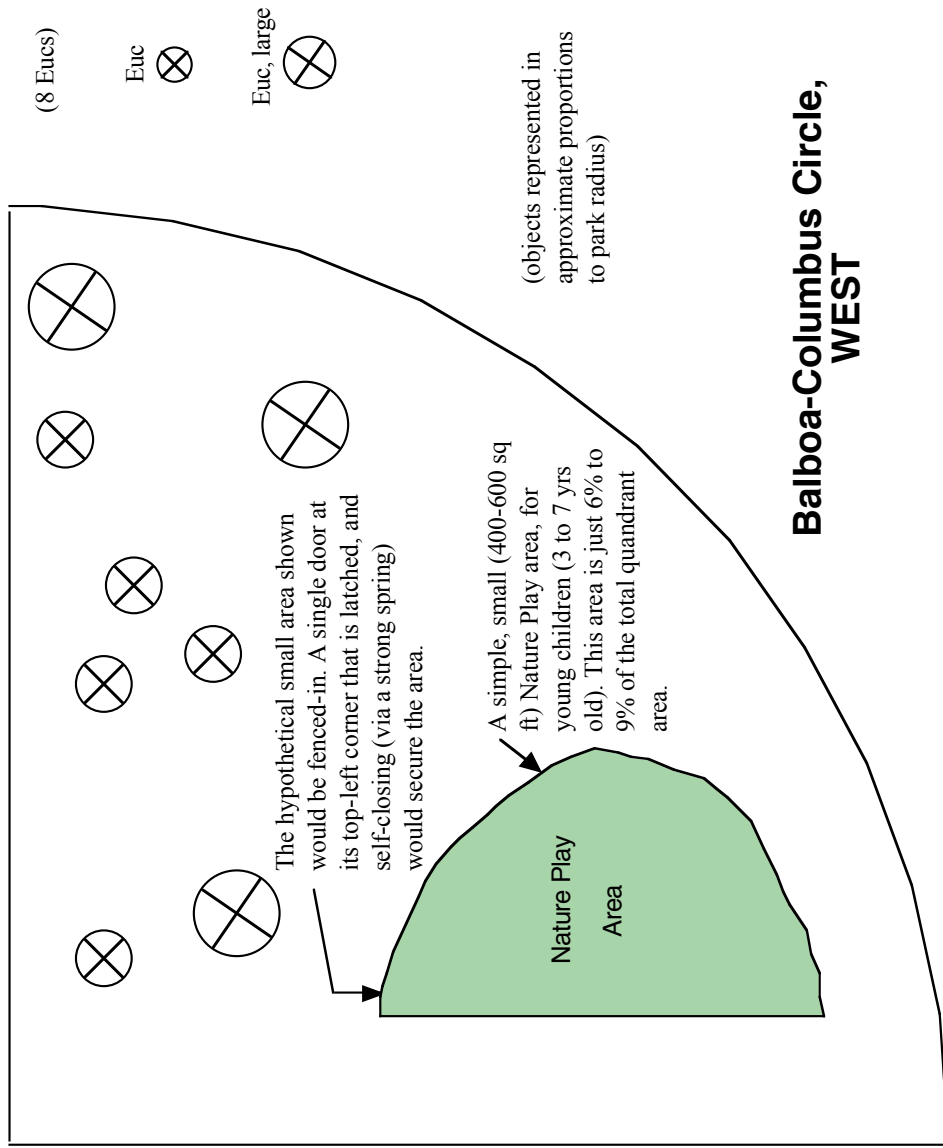 (8 Eucs)
Euc
Euc, large
The hypothetical small area shown
would be fenced-in. A single door at
its top-left corner that is latched, and
self-closing (via a strong spring)
would secure the area.
A simple, small (400-600 sq
ft) Nature Play area, for
young children (3 to 7 yrs
old). This area is just 6% to
9% of the total quandrant
area.
Nature Play
Area
(objects represented in
approximate proportions
to park radius)
Balboa-Columbus Circle,
WEST